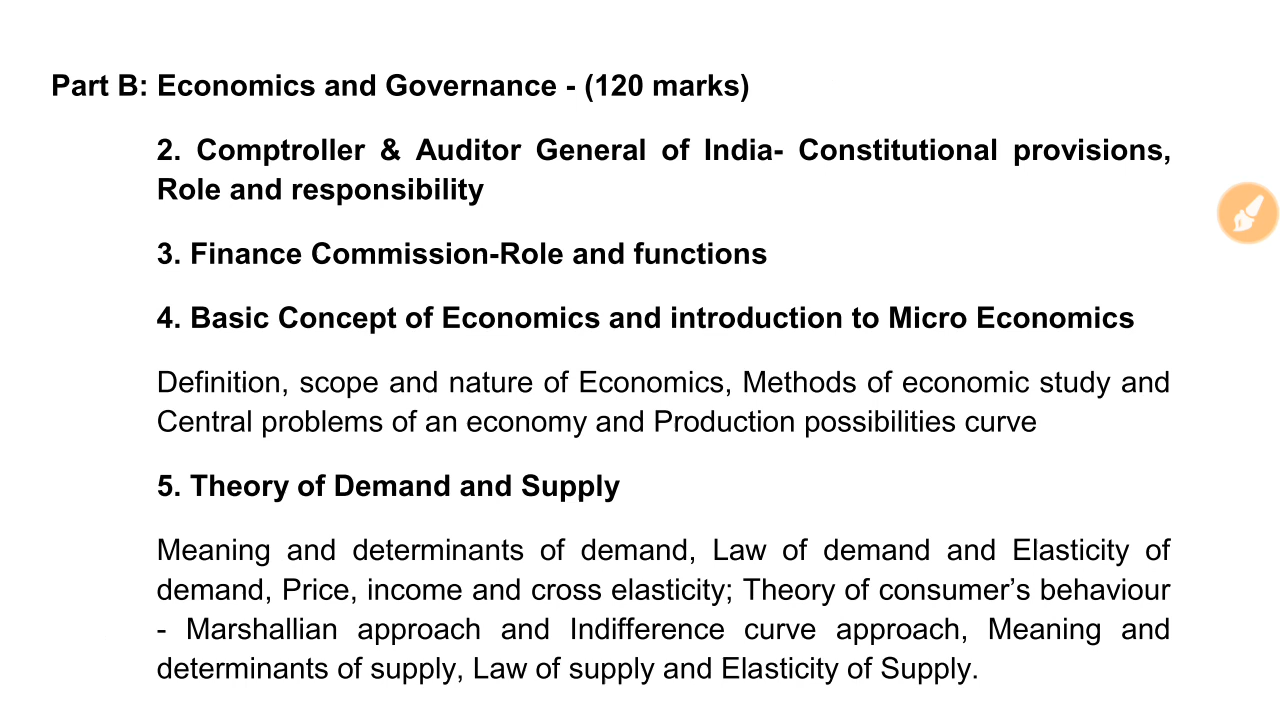 Part B: Economics and Governance - (120 marks)
2. Comptroller & Auditor General of India- Constitutional provisions,
Role and responsibility
3. Finance Commission-Role and functions
4. Basic Concept of Economics and introduction to Micro Economics
Definition, scope and nature of Economics, Methods of economic study and
Central problems of an economy and Production possibilities curve
5. Theory of Demand and Supply
Meaning and determinants of demand, Law of demand and Elasticity of
demand, Price, income and cross elasticity; Theory of consumer’s behaviour
- Marshallian approach and Indifference curve approach, Meaning and
determinants of supply, Law of supply and Elasticity of Supply.